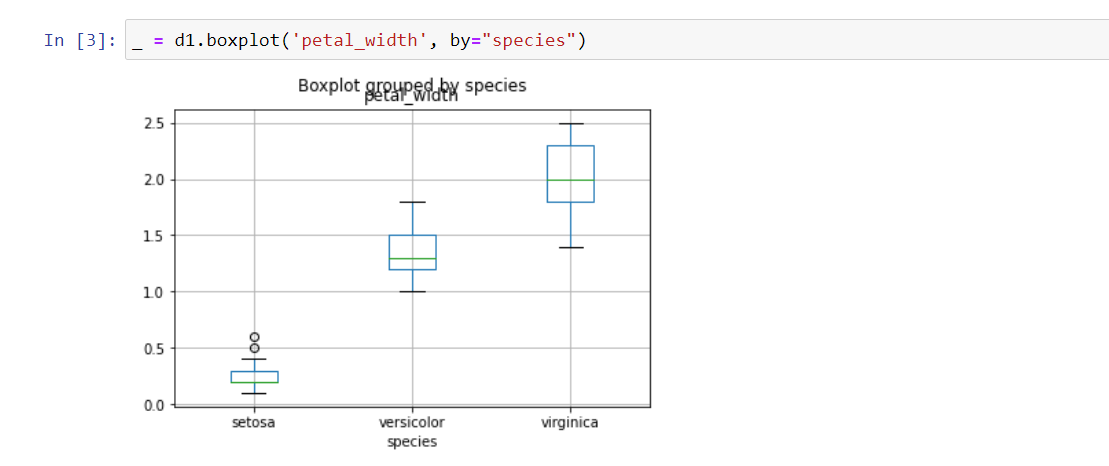 In [3]: _ = d1.boxplot('petal_width', by="species")
Boxplot grouped by species
petal_width
2.5
2.0
1.5
1.0
0.5
0.0
setosa versicolor virginica
species